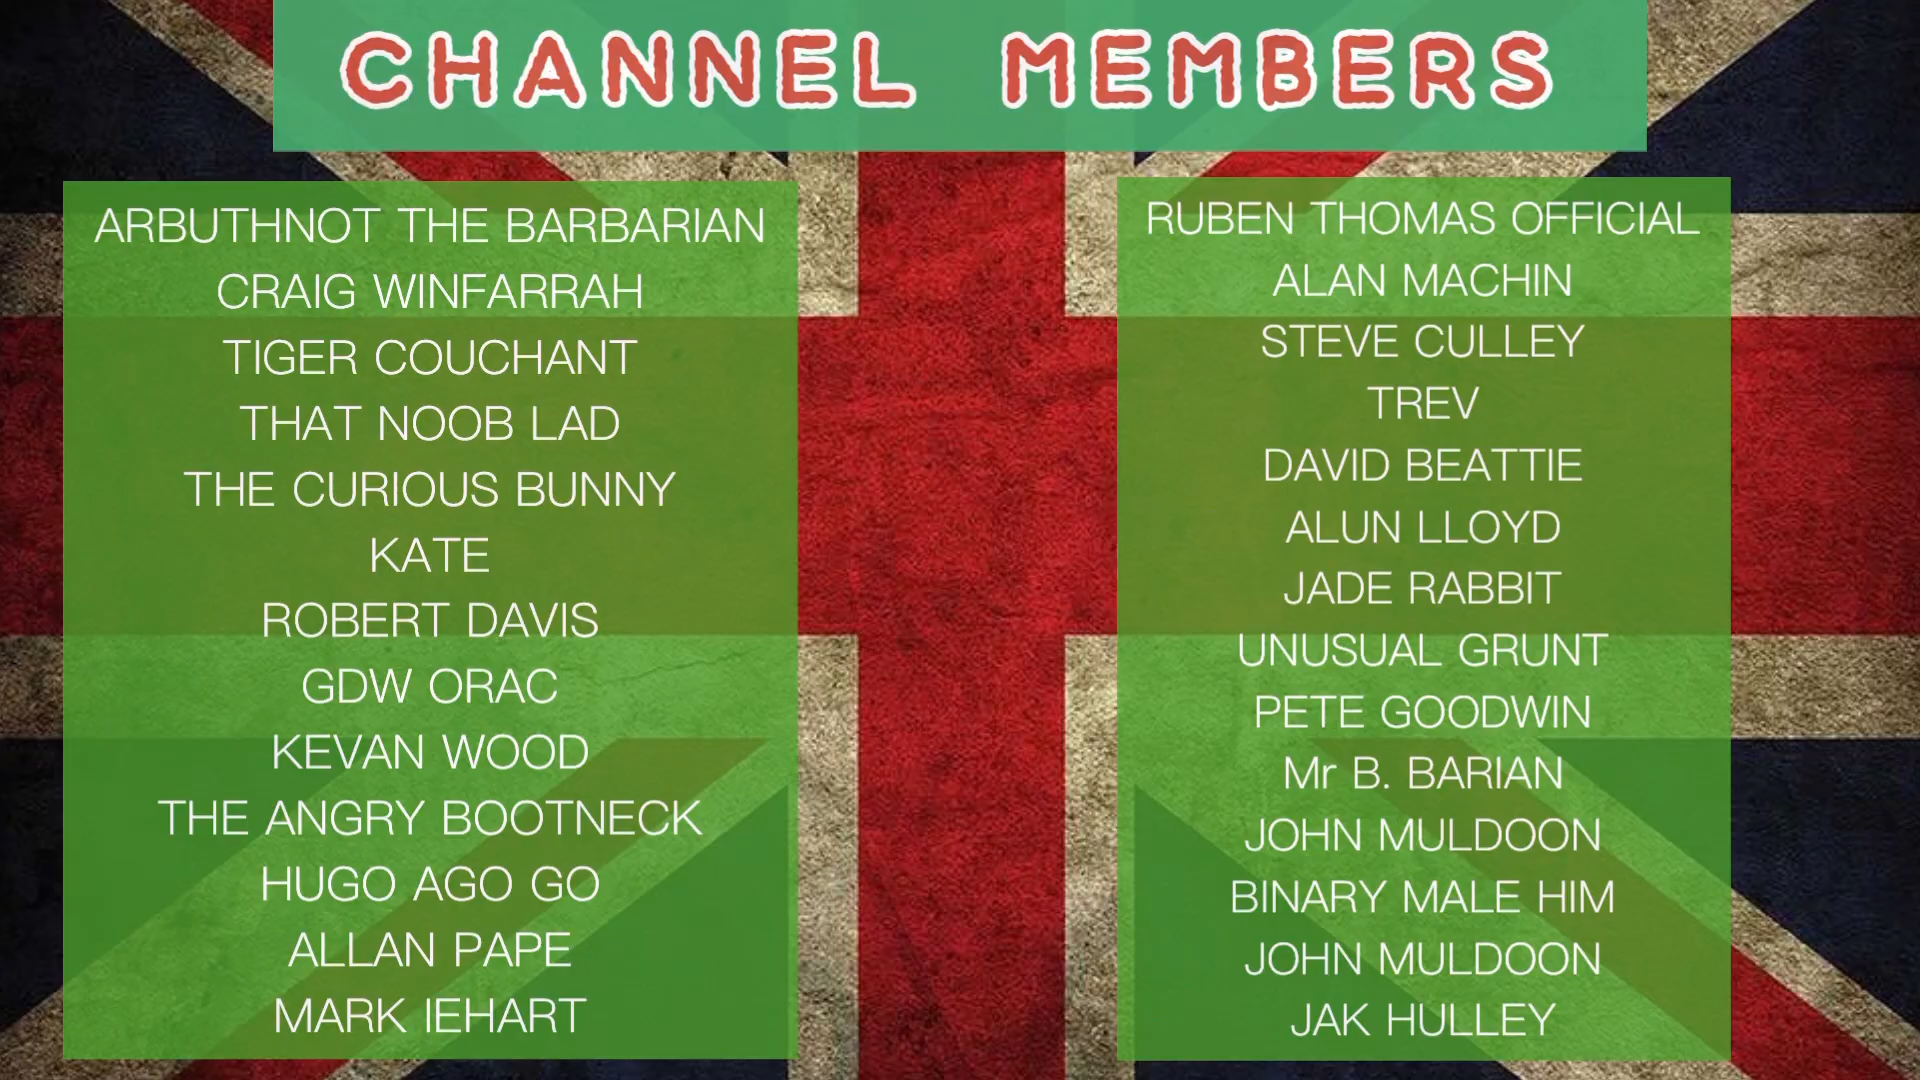 CHANNEL MEMBERS
ARBUTHNOT THE BARBARIAN
CRAIG WINFARRAH
TIGER COUCHANT
THAT NOOB LAD
THE CURIOUS BUNNY
KATE
ROBERT DAVIS
GDW ORAC
KEVAN WOOD
THE ANGRY BOOTNECK
HUGO AGO GO
ALLAN PAPE
MARK IEHART
RUBEN THOMAS OFFICIAL
ALAN MACHIN
STEVE CULLEY
TREV
DAVID BEATTIE
ALUN LLOYD
JADE RABBIT
UNUSUAL GRUNT
PETE GOODWIN
Mr B. BARIAN
JOHN MULDOON
BINARY MALE HIM
JOHN MULDOON
JAK HULLEY